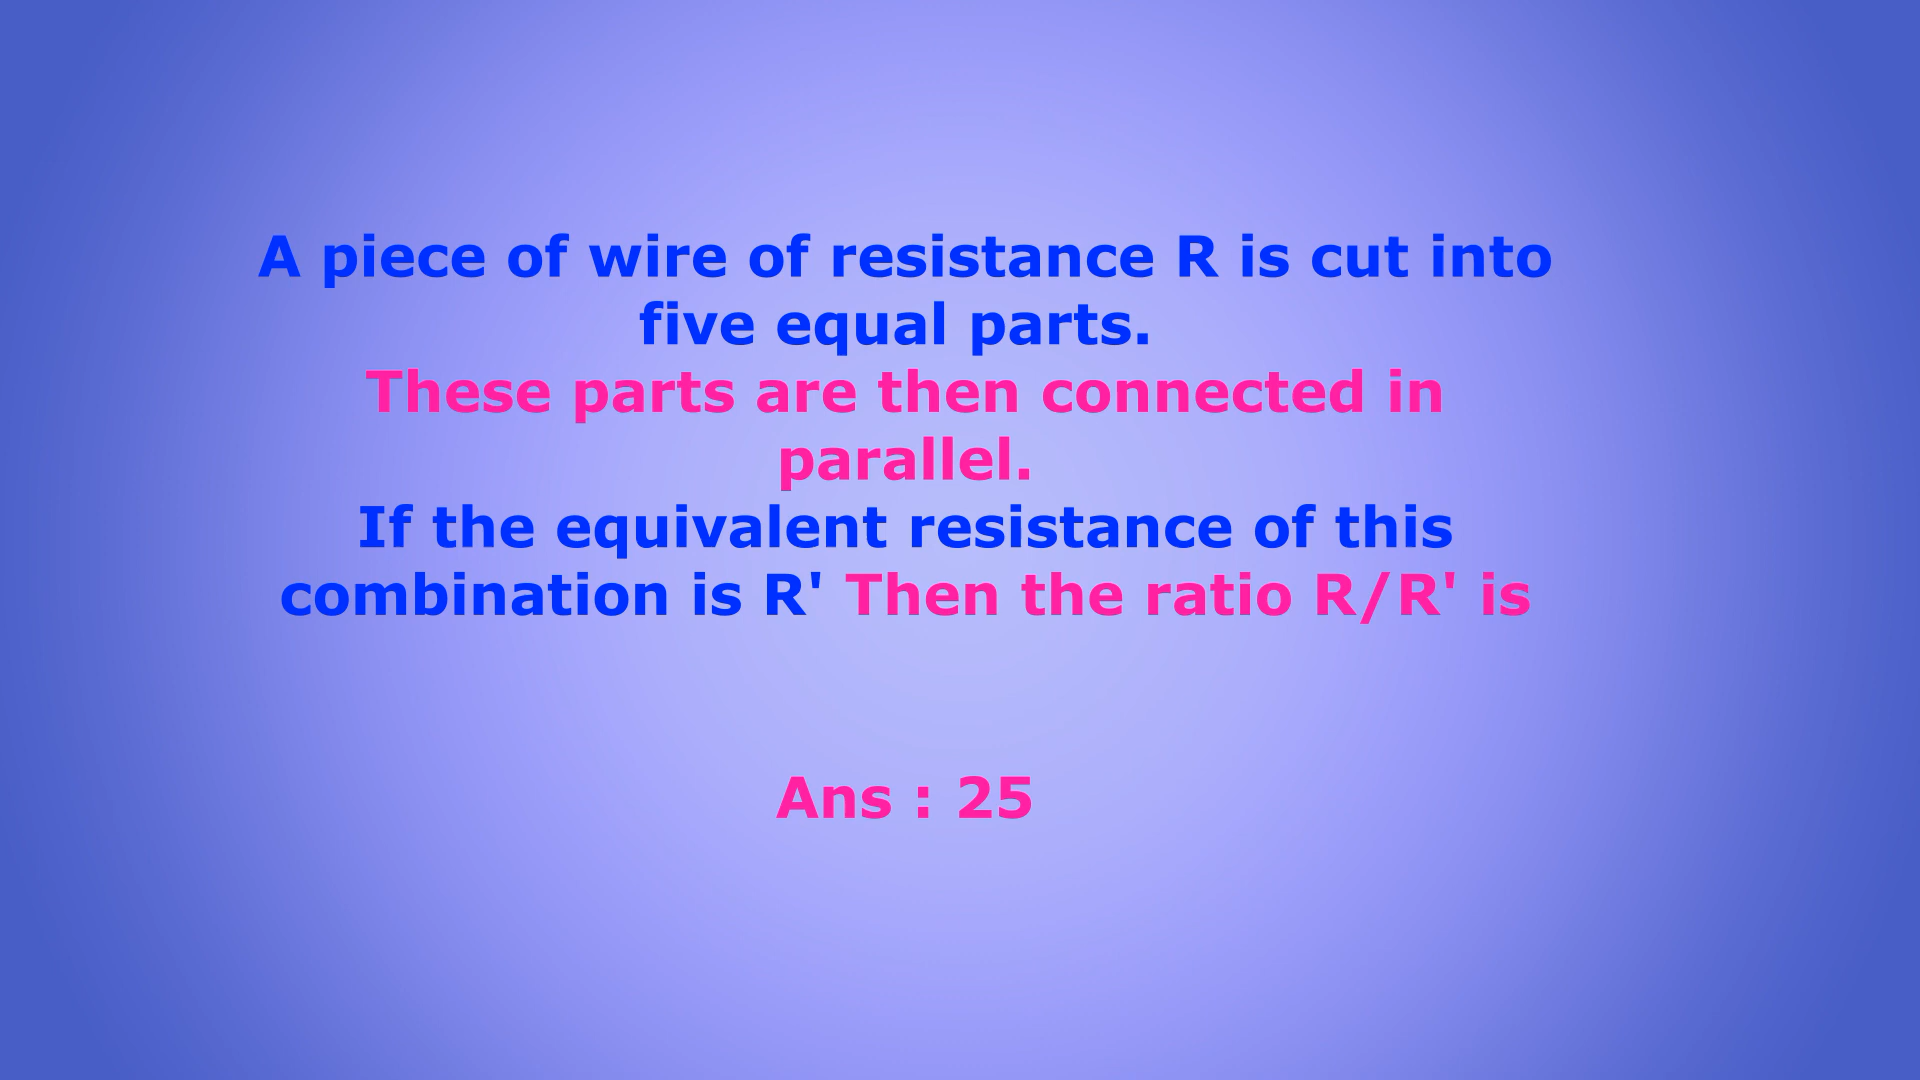 A piece of wire of resistance R is cut into
five equal parts.
These parts are then connected in
parallel.
If the equivalent resistance of this
combination is R' Then the ratio R/R' is
Ans : 25